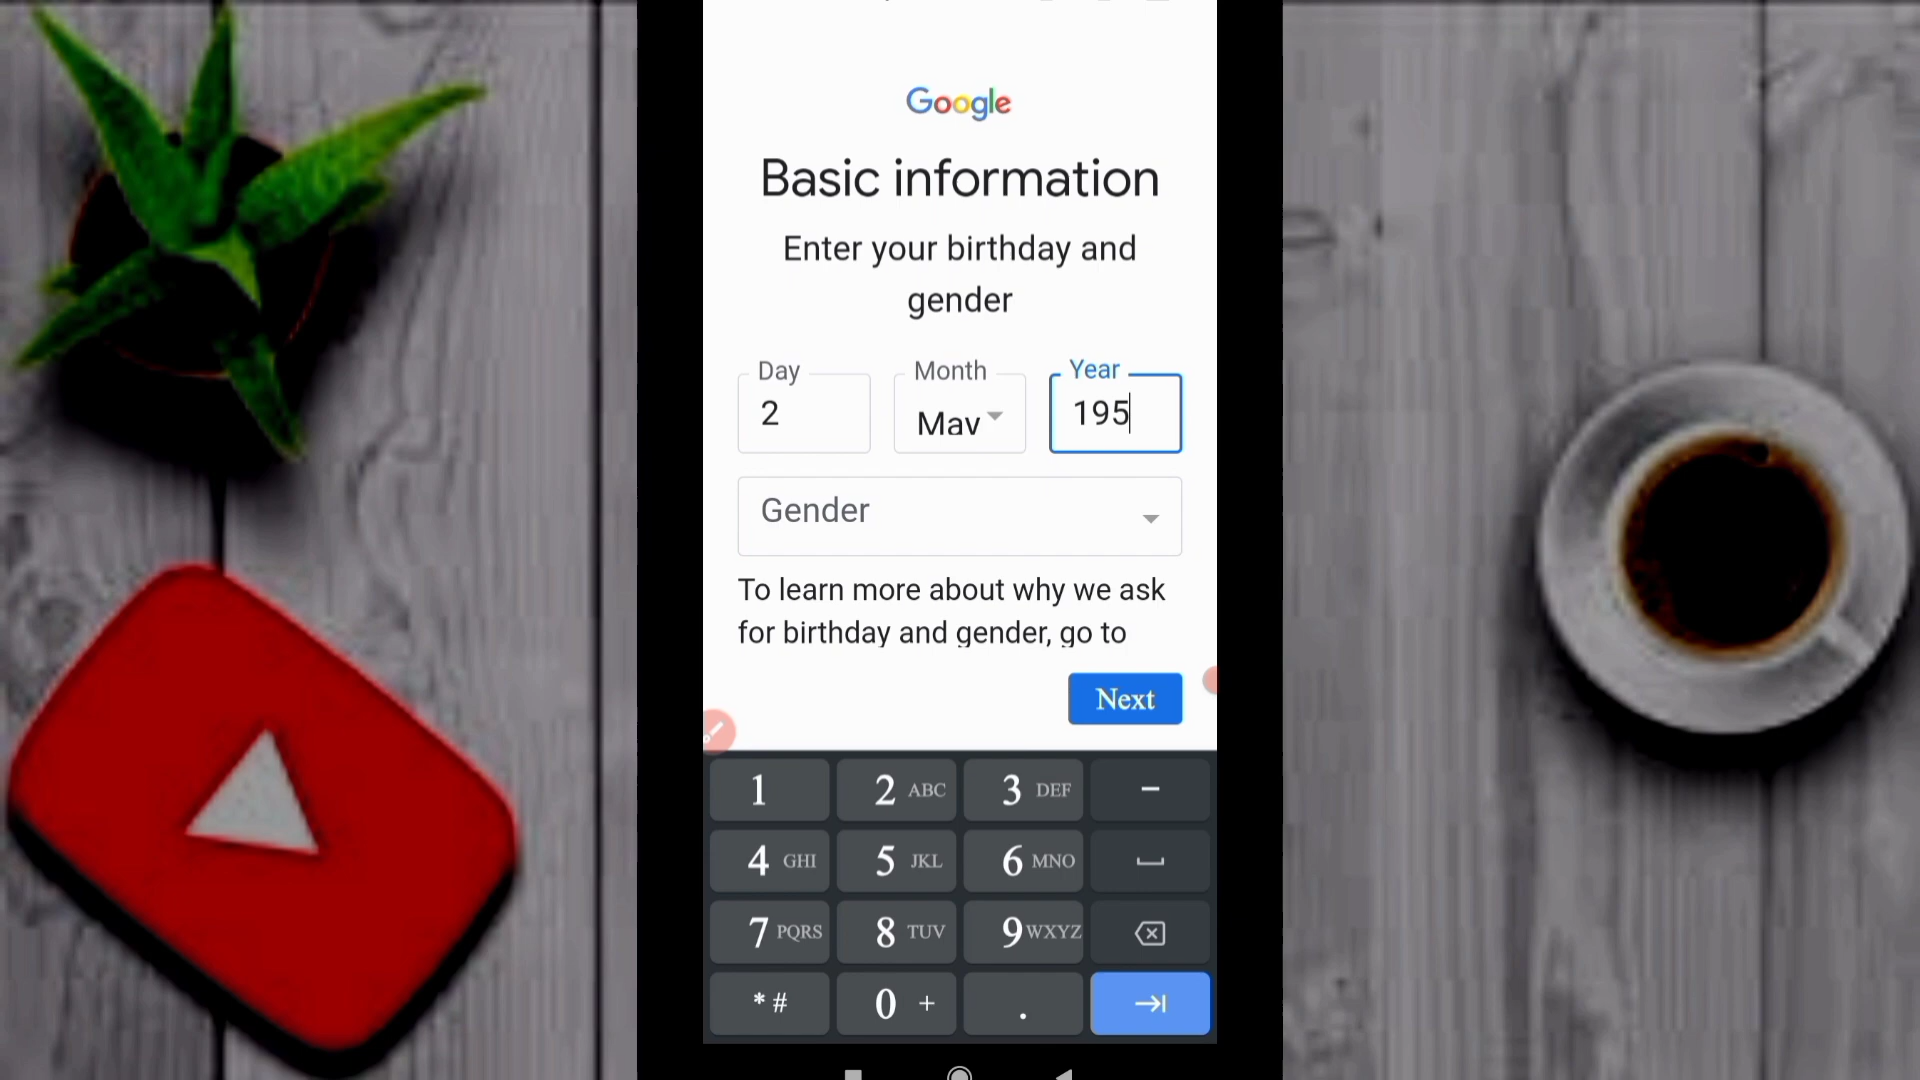 Google
Basic information
Enter your birthday and
gender
Day
Month
Year
2
May
195
Gender
To learn more about why we ask
for birthday and gender, go to
Next
1
2 ABC
3 DEF
-
4 GHI
5 JKL
6 MNO
7 PQRS
8 TUV
9 WXYZ
* #
0 +
.